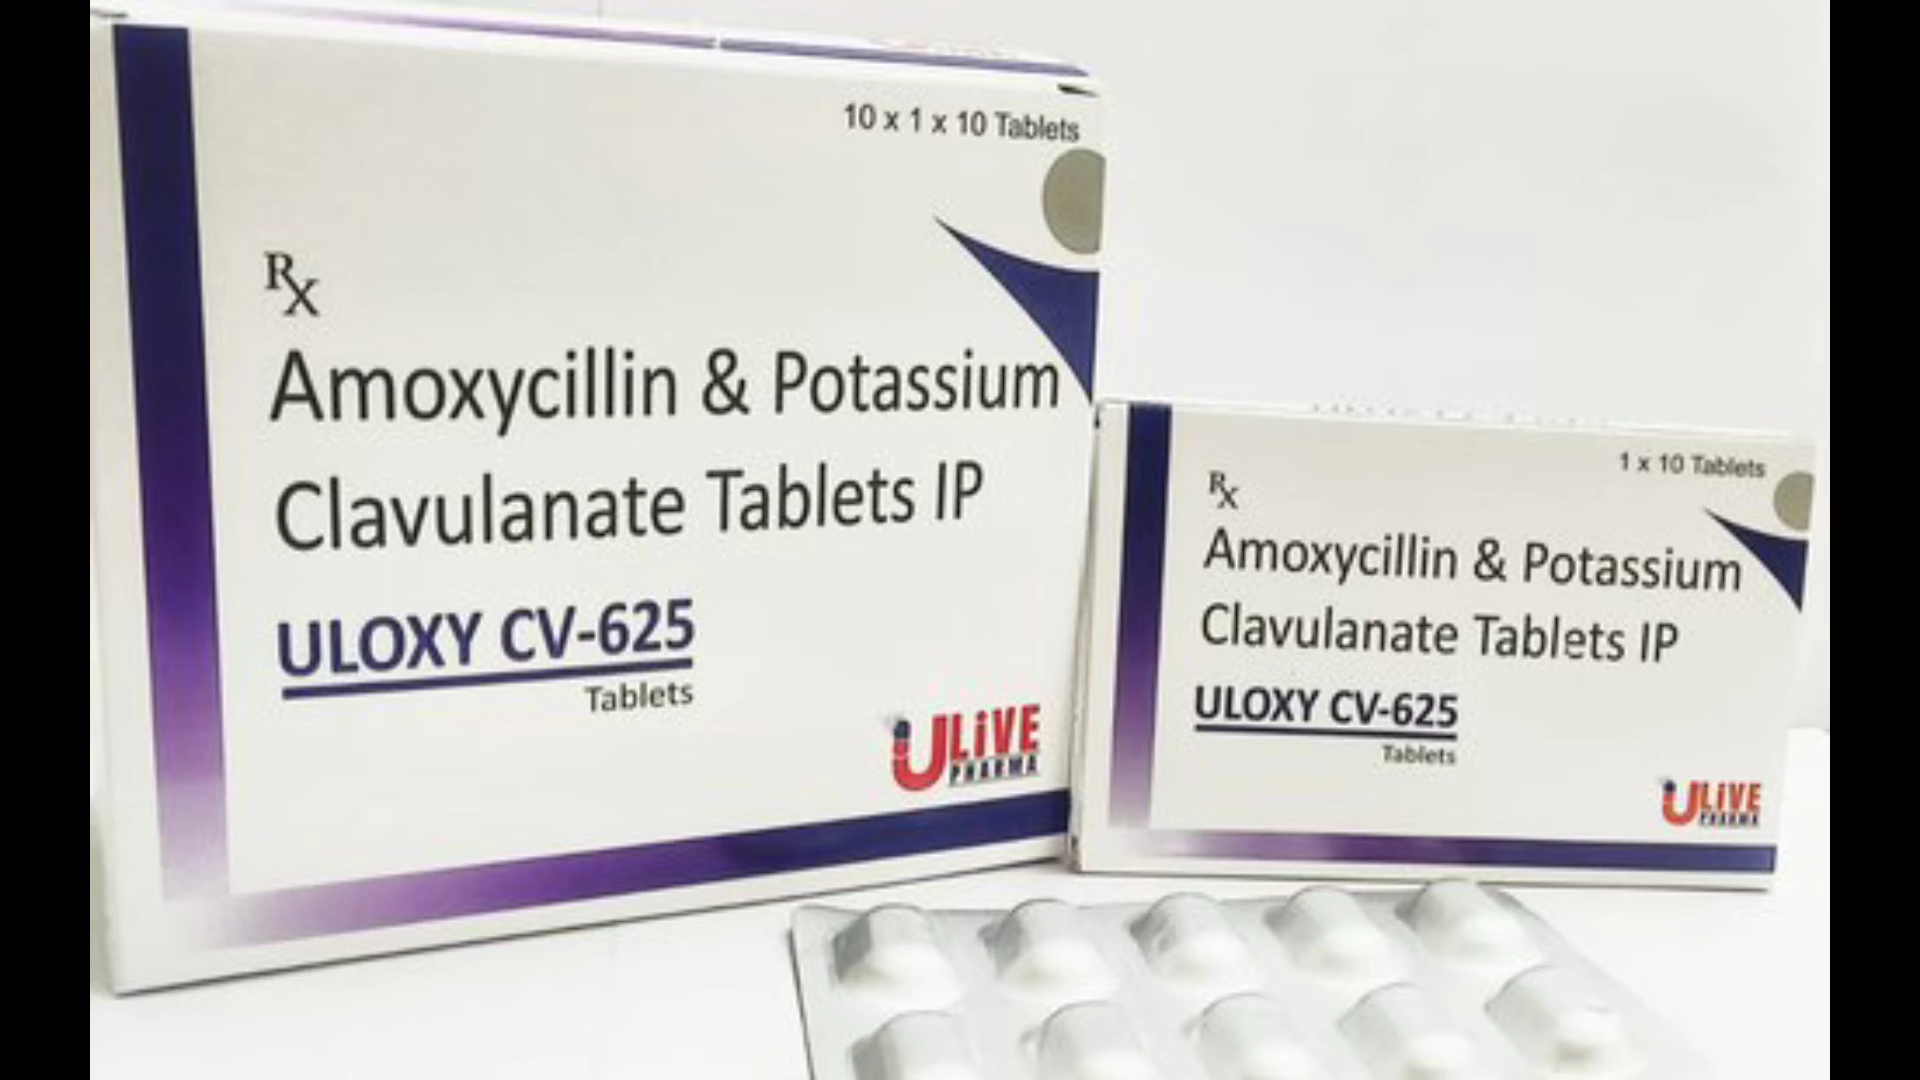 10 x 1 x 10 Tablets
Rx
Amoxycillin & Potassium
Clavulanate Tablets IP
ULOXY CV-625
Tablets
ULiVE
PHARMA
1 x 10 Tablets
Rx
Amoxycillin & Potassium
Clavulanate Tablets IP
ULOXY CV-625
Tablets
ULiVE
PHARMA